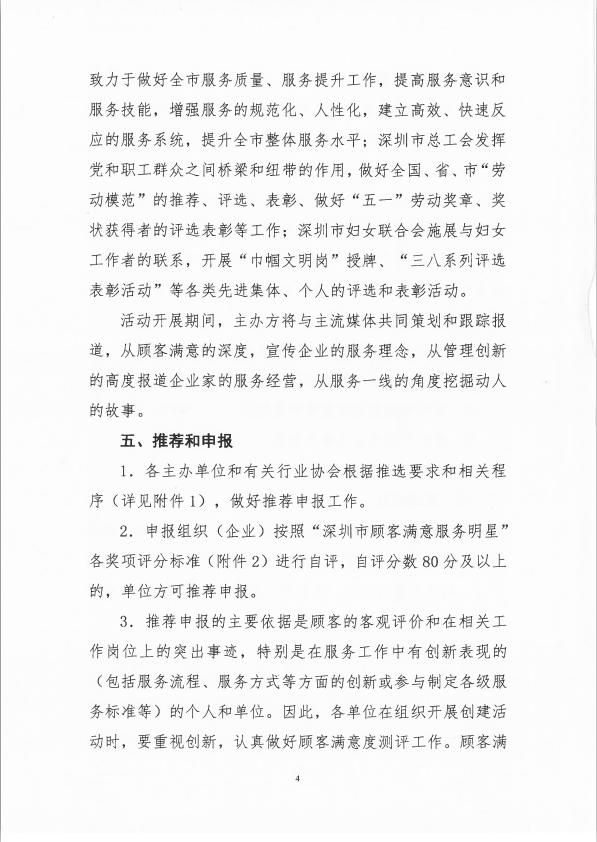 致力于做好全市服务质量、服务提升工作，提高服务意识和
服务技能，增强服务的规范化、人性化，建立高效、快速反
应的服务系统，提升全市整体服务水平；深圳市总工会发挥
党和职工群众之间桥梁和纽带的作用，做好全国、省、市“劳
动模范”的推荐、评选、表彰、做好“五一”劳动奖章、奖
状获得者的评选表彰等工作；深圳市妇女联合会施展与妇女
工作者的联系，开展“巾帼文明岗”授牌、“三八系列评选
表彰活动”等各类先进集体、个人的评选和表彰活动。
活动开展期间，主办方将与主流媒体共同策划和跟踪报
道，从顾客满意的深度，宣传企业的服务理念，从管理创新
的高度报道企业家的服务经营，从服务一线的角度挖掘动人
的故事。
五、推荐和申报
1．各主办单位和有关行业协会根据推选要求和相关程
序（详见附件1），做好推荐申报工作。
2．申报组织（企业）按照“深圳市顾客满意服务明星”
各奖项评分标准（附件2）进行自评，自评分数80分及以上
的，单位方可推荐申报。
3．推荐申报的主要依据是顾客的客观评价和在相关工
作岗位上的突出事迹，特别是在服务工作中有创新表现的
（包括服务流程、服务方式等方面的创新或参与制定各级服
务标准等）的个人和单位。因此，各单位在组织开展创建活
动时，要重视创新，认真做好顾客满意度测评工作。顾客满
4